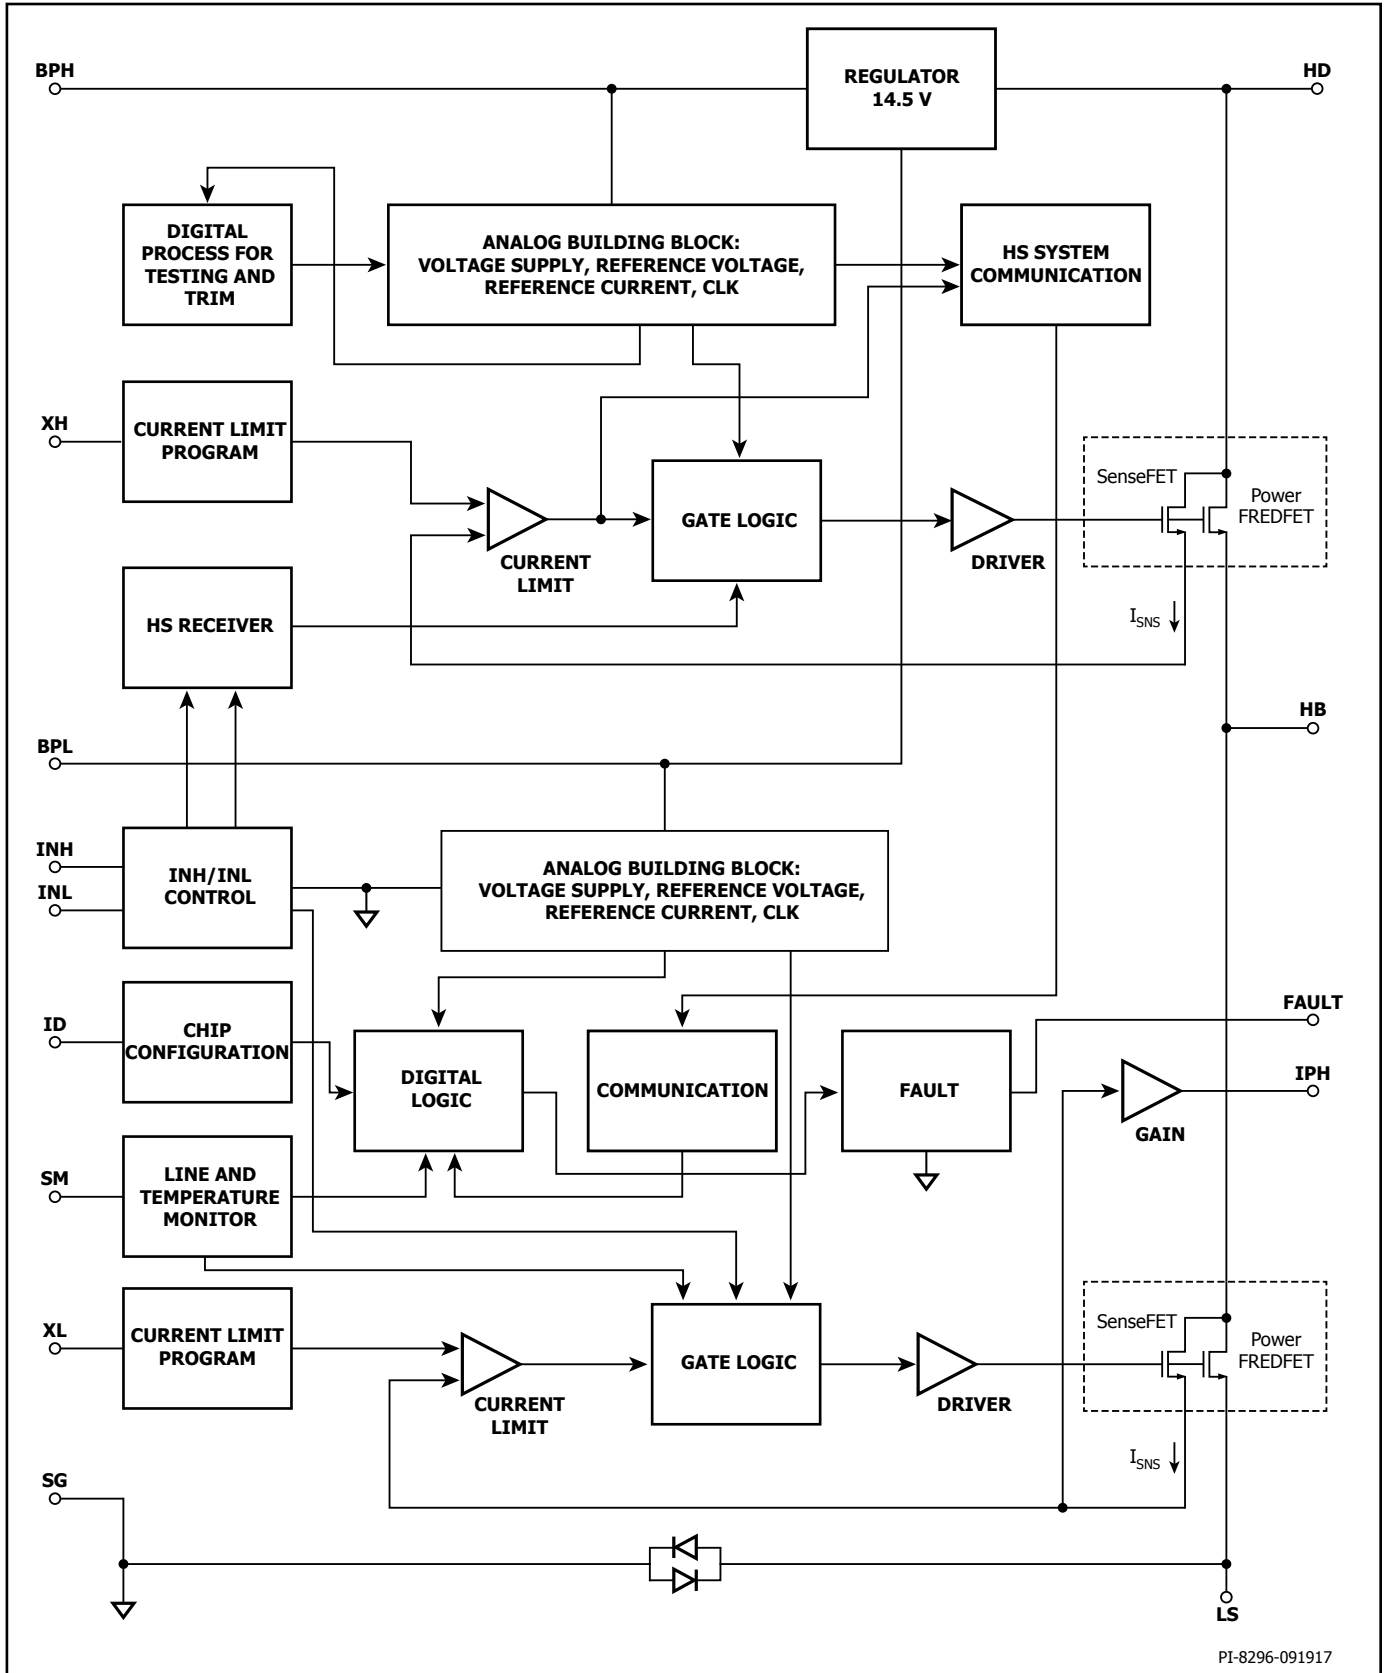 BPH
REGULATOR
14.5 V
HD
DIGITAL
PROCESS FOR
TESTING AND
TRIM
ANALOG BUILDING BLOCK:
VOLTAGE SUPPLY, REFERENCE VOLTAGE,
REFERENCE CURRENT, CLK
HS SYSTEM
COMMUNICATION
XH
CURRENT LIMIT
PROGRAM
CURRENT
LIMIT
GATE LOGIC
DRIVER
SenseFET
Power
FREDFET
ISNS
HS RECEIVER
HB
BPL
INH
INL
INH/INL
CONTROL
ANALOG BUILDING BLOCK:
VOLTAGE SUPPLY, REFERENCE VOLTAGE,
REFERENCE CURRENT, CLK
ID
CHIP
CONFIGURATION
DIGITAL
LOGIC
COMMUNICATION
FAULT
FAULT
IPH
GAIN
SM
LINE AND
TEMPERATURE
MONITOR
XL
CURRENT LIMIT
PROGRAM
CURRENT
LIMIT
GATE LOGIC
DRIVER
SenseFET
Power
FREDFET
ISNS
SG
LS
PI-8296-091917